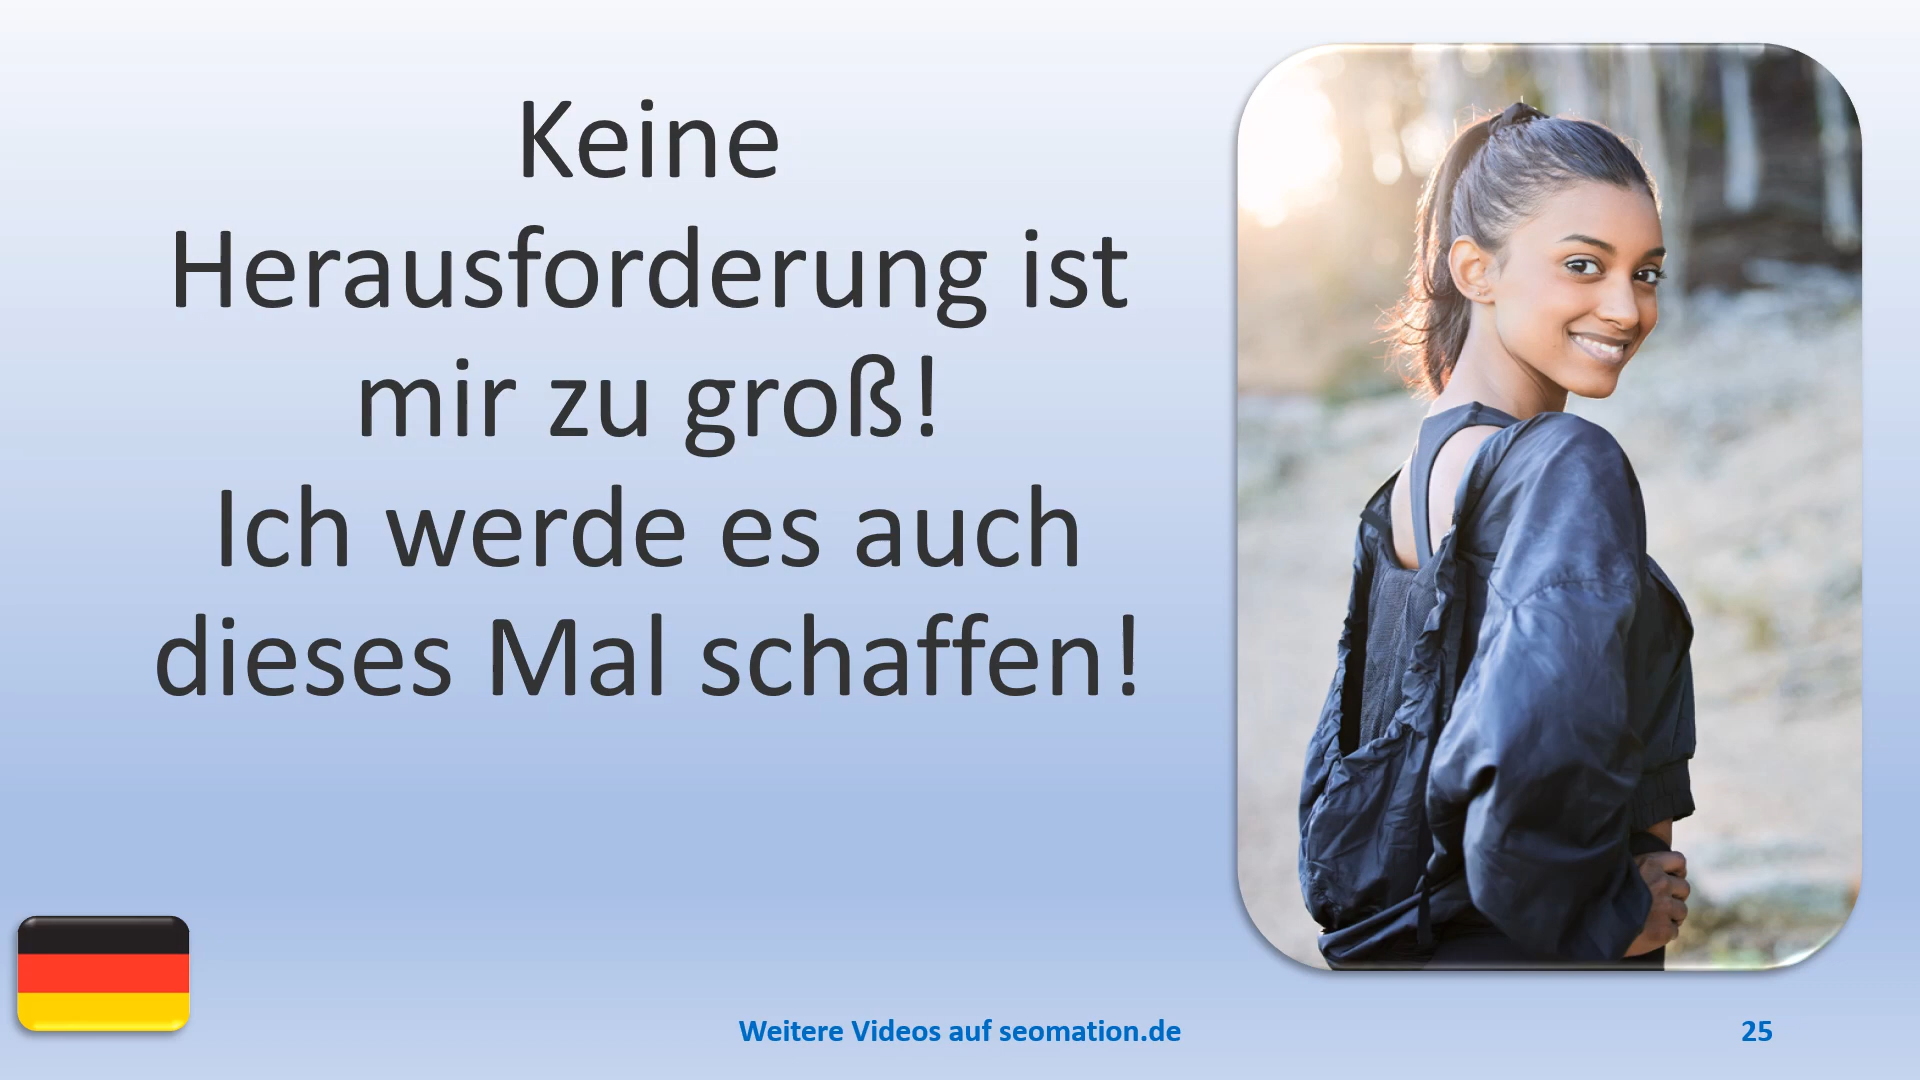 Keine
Herausforderung ist
mir zu groß!
Ich werde es auch
dieses Mal schaffen!
Weitere Videos auf seomation.de
25